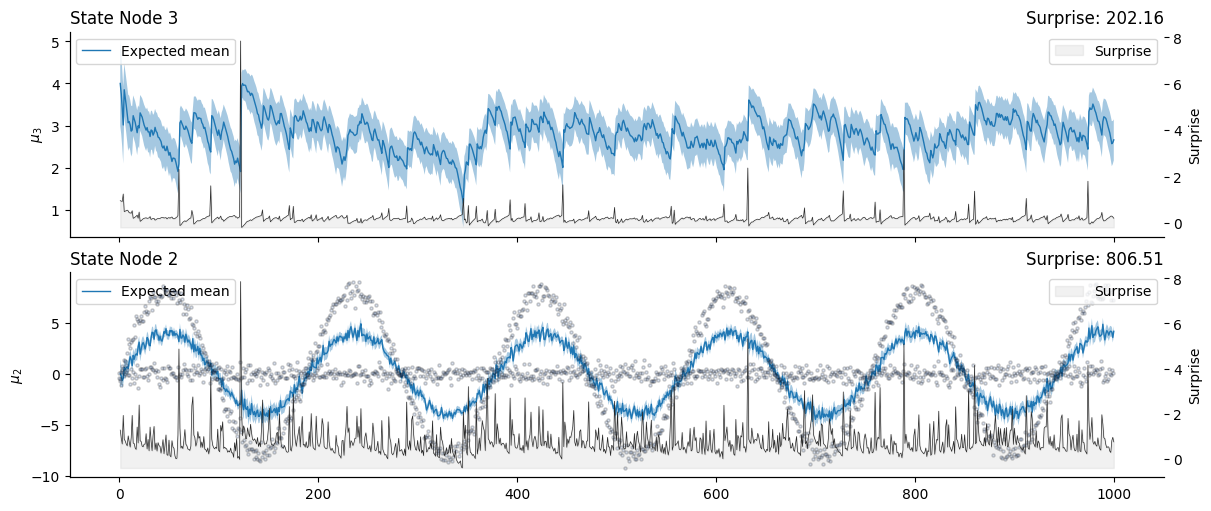 State Node 3
Surprise: 202.16
Expected mean
Surprise
5
4
3
2
1
μ3
8
6
4
2
0
Surprise
State Node 2
Surprise: 806.51
Expected mean
Surprise
5
0
−5
−10
μ2
8
6
4
2
0
Surprise
0
200
400
600
800
1000